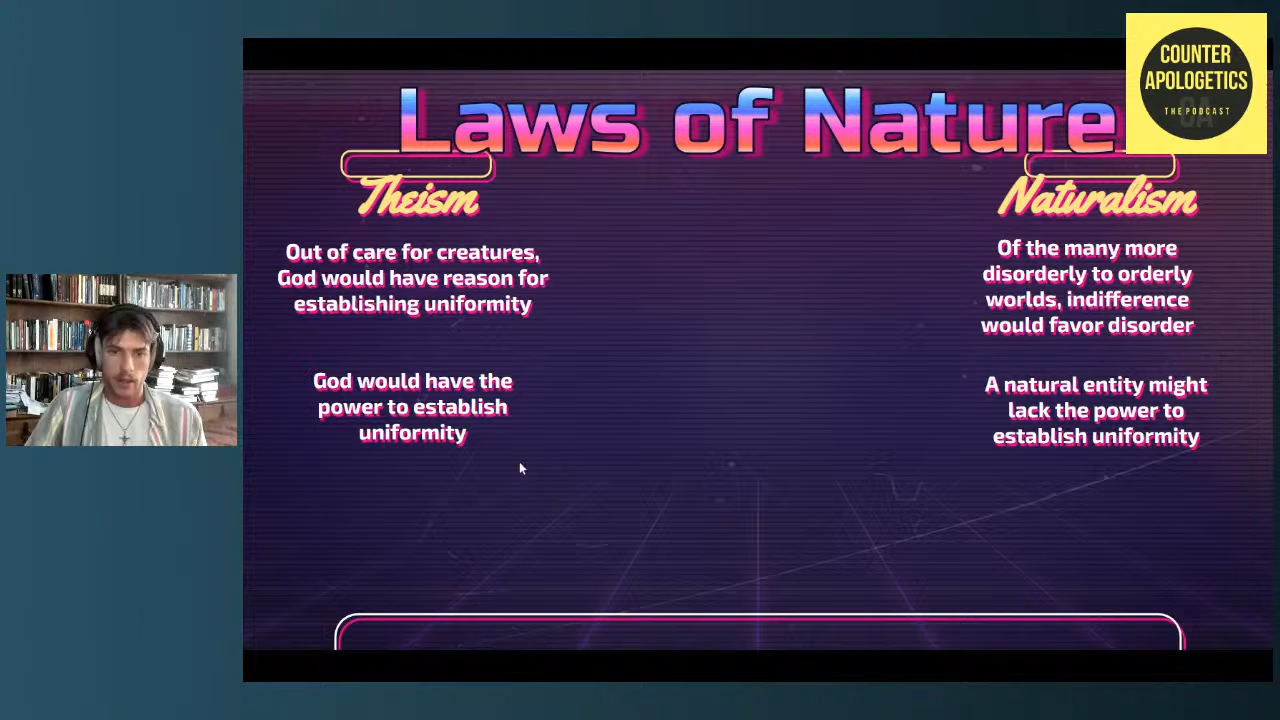 COUNTER
APOLOGETICS
THE PODCAST
CA
Laws of Nature
Theism
Out of care for creatures,
God would have reason for
establishing uniformity
God would have the
power to establish
uniformity
Naturalism
Of the many more
disorderly to orderly
worlds, indifference
would favor disorder
A natural entity might
lack the power to
establish uniformity